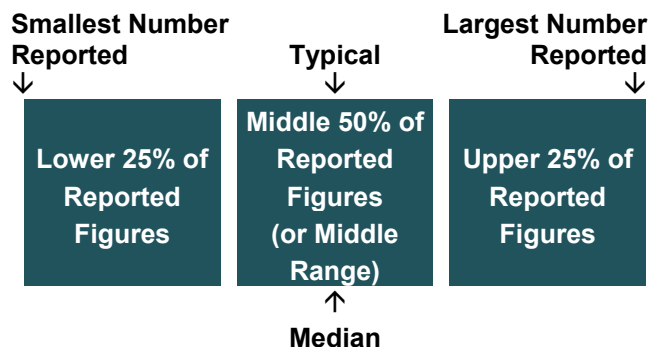 Smallest Number
Reported
Typical
Largest Number
Reported
↓
↓
↓
Lower 25% of
Reported
Figures
Middle 50% of
Reported
Figures
(or Middle
Range)
Upper 25% of
Reported
Figures
↑
Median